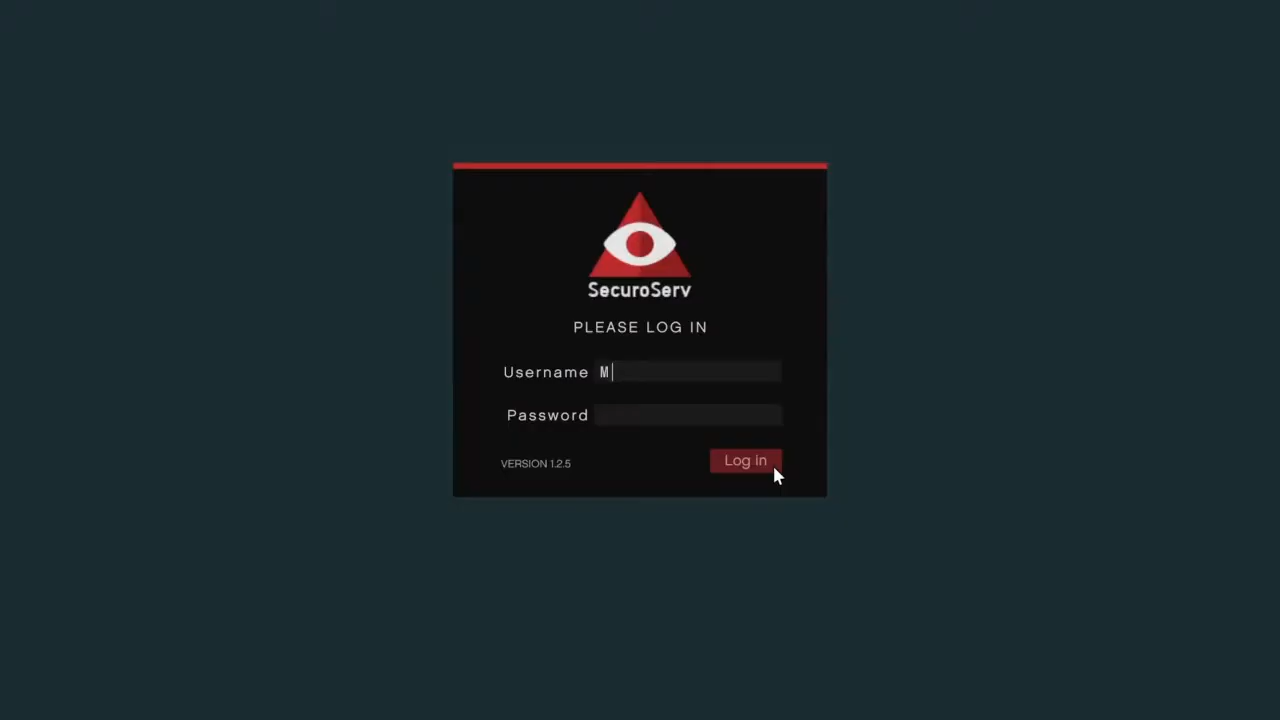 SecuroServ
PLEASE LOG IN
Username M
Password
VERSION 1.2.5
Log in